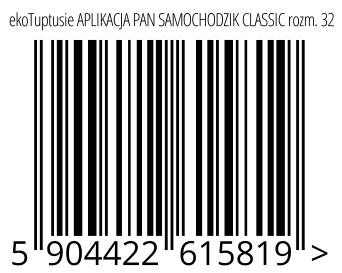 ekoTuptusie APLIKACJA PAN SAMOCHODZIK CLASSIC rozm. 32
5 904422 615819 >